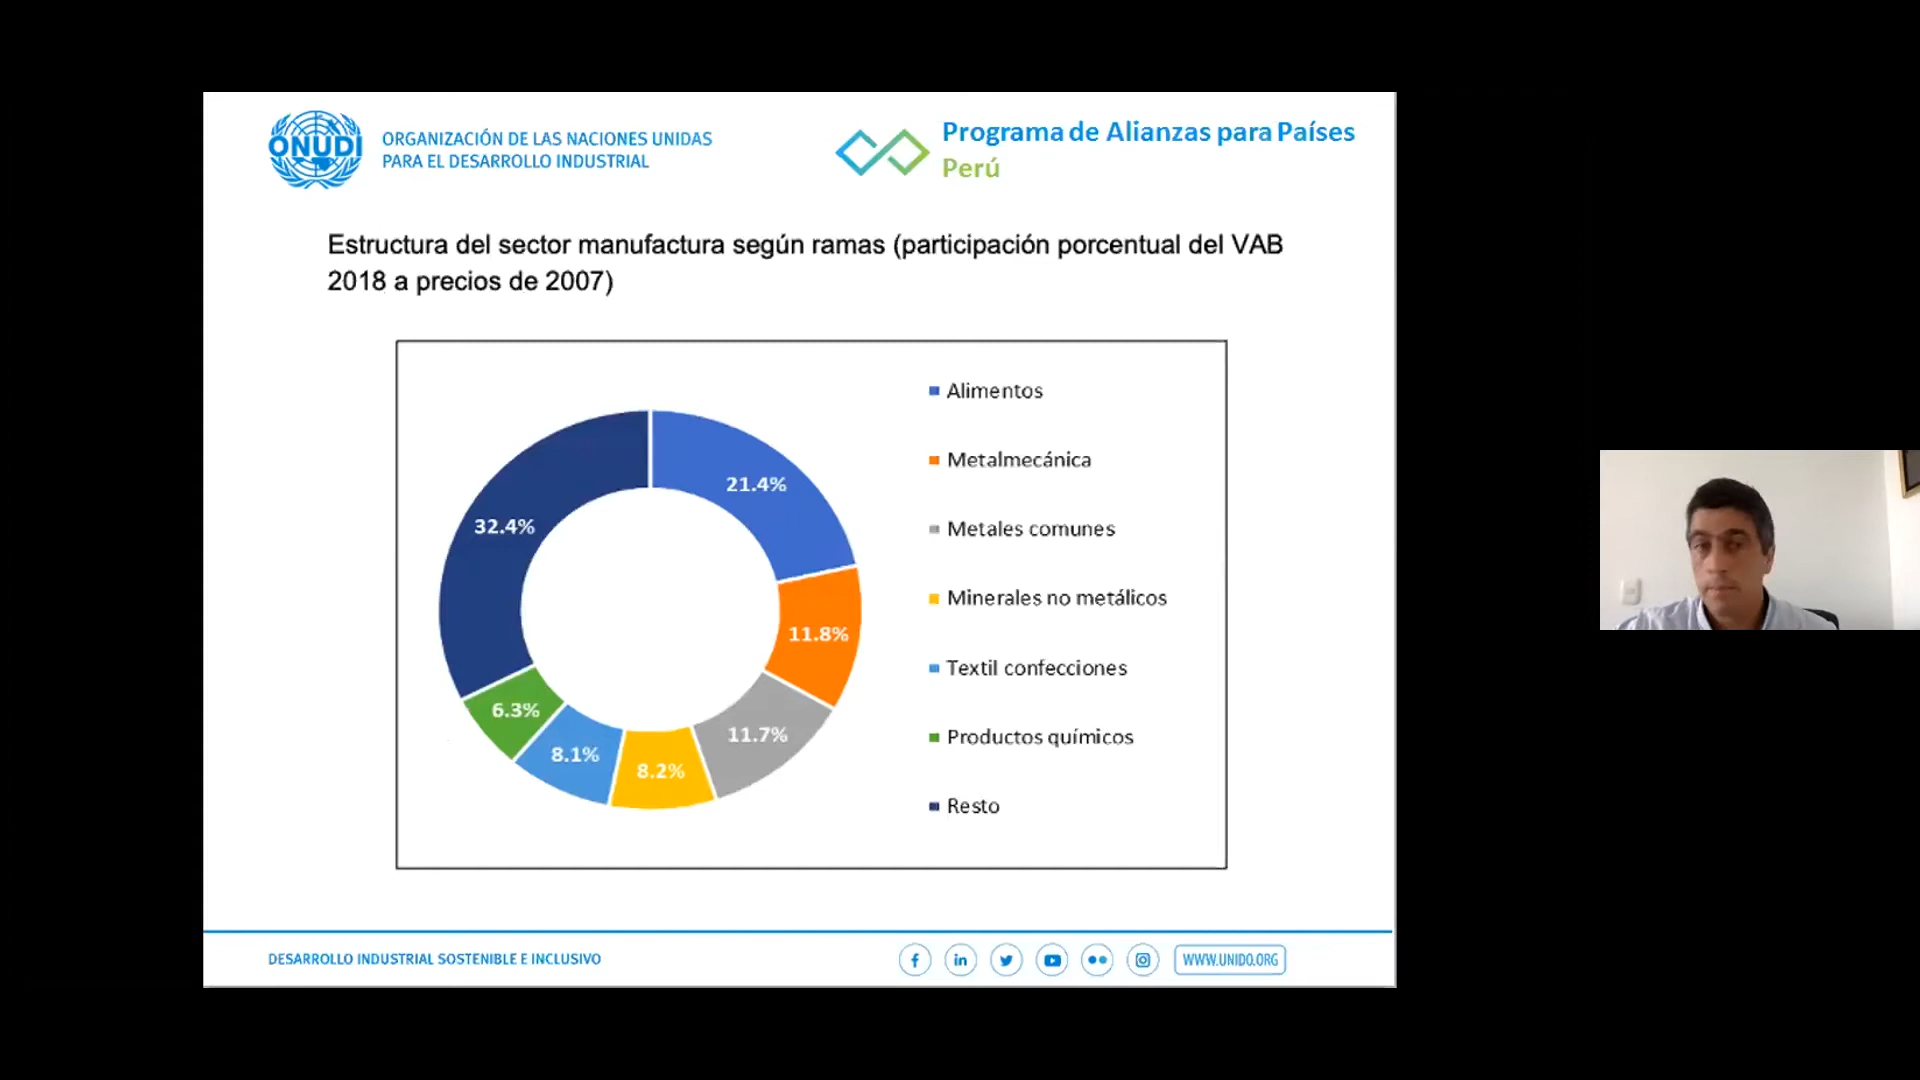 ONUDI
ORGANIZACIÓN DE LAS NACIONES UNIDAS
PARA EL DESARROLLO INDUSTRIAL
Programa de Alianzas para Países
Perú
Estructura del sector manufactura según ramas (participación porcentual del VAB
2018 a precios de 2007)
21.4%
11.8%
11.7%
8.2%
8.1%
6.3%
32.4%
Alimentos
Metalmecánica
Metales comunes
Minerales no metálicos
Textil confecciones
Productos químicos
Resto
DESARROLLO INDUSTRIAL SOSTENIBLE E INCLUSIVO
WWW.UNIDO.ORG